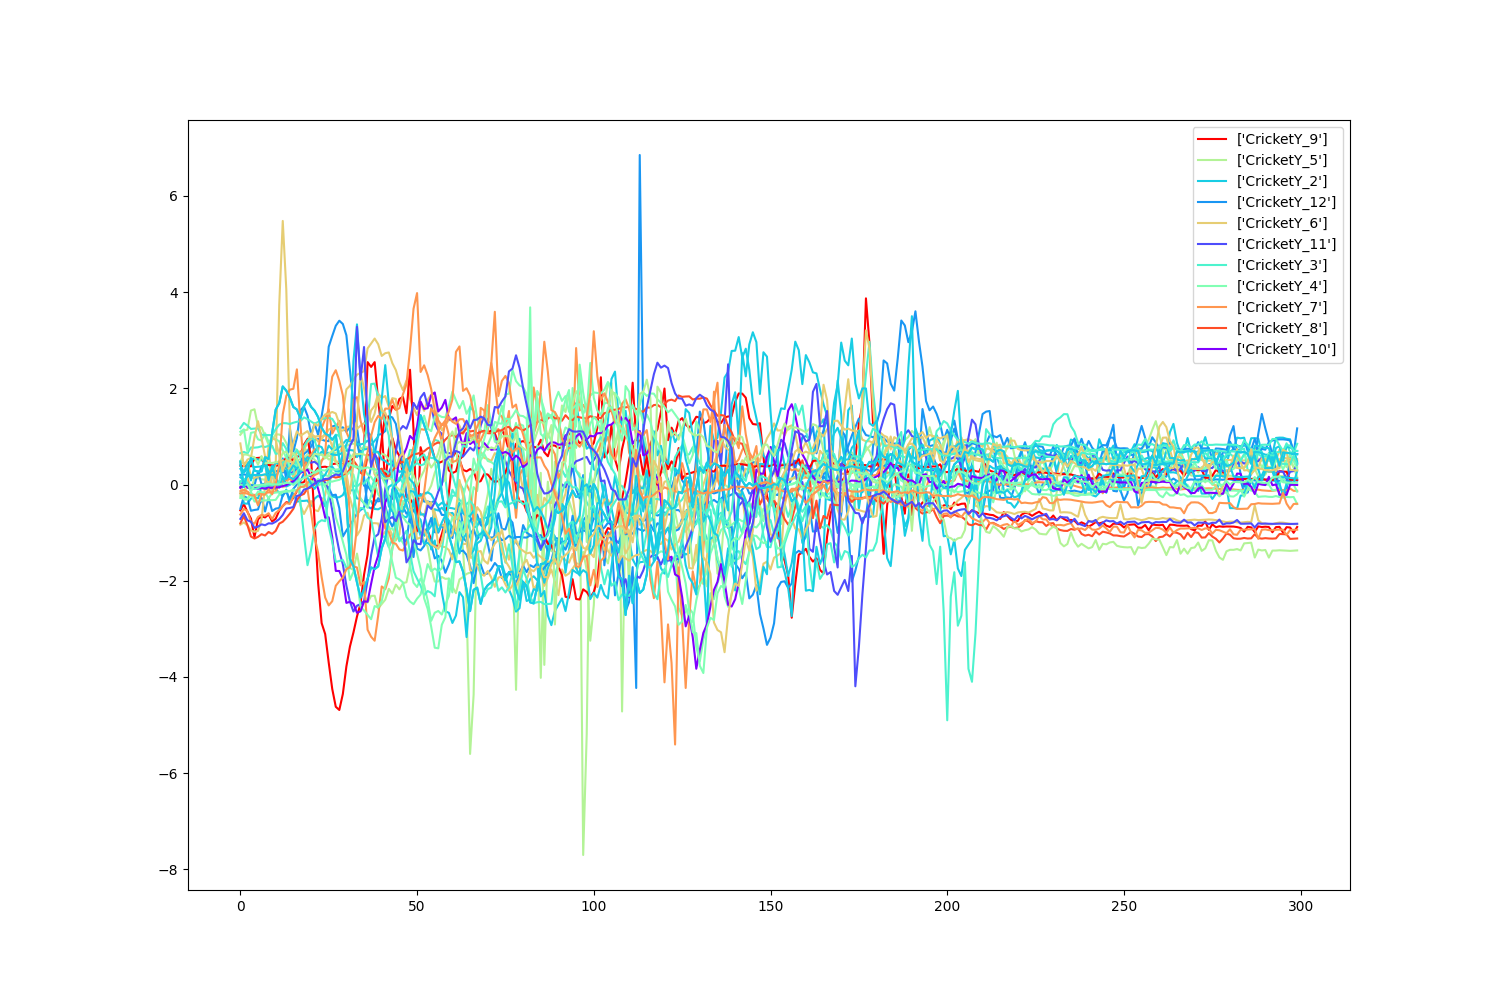 ['CricketY_9']
['CricketY_5']
['CricketY_2']
['CricketY_12']
['CricketY_6']
['CricketY_11']
['CricketY_3']
['CricketY_4']
['CricketY_7']
['CricketY_8']
['CricketY_10']
6
4
2
0
−2
−4
−6
−8
0 50 100 150 200 250 300